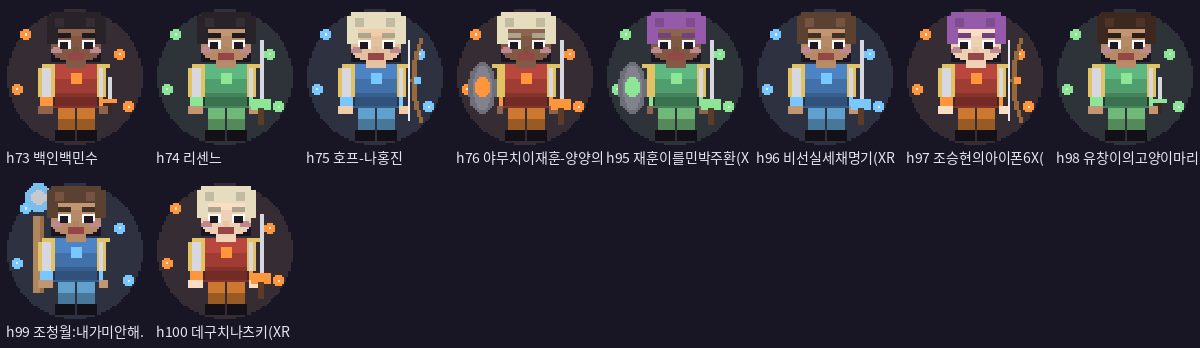 h73 백인백민수
h74 리센느
h75 호프-나홍진
h76 야무치이재훈-양양의
h95 재훈이를민박주환(X
h96 비선실세채명기(XR
h97 조승현의아이폰6X(
h98 유창이의고양이마리
h99 조청월:내가미안해.
h100 데구치나츠키(XR